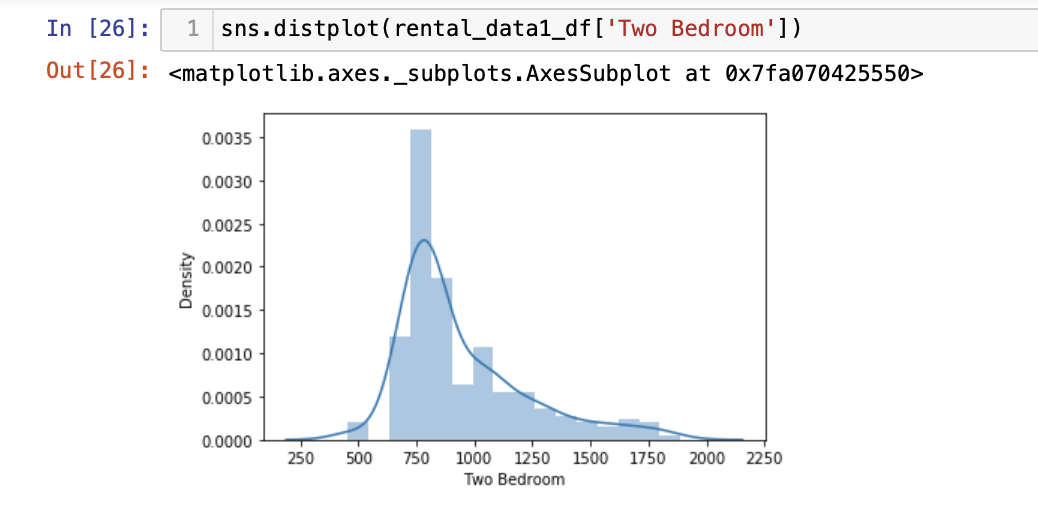 In [26]: 1 sns.distplot(rental_data1_df['Two Bedroom'])
Out[26]: <matplotlib.axes._subplots.AxesSubplot at 0x7fa070425550>
0.0035
0.0030
0.0025
0.0020
0.0015
0.0010
0.0005
0.0000
Density
250 500 750 1000 1250 1500 1750 2000 2250
Two Bedroom